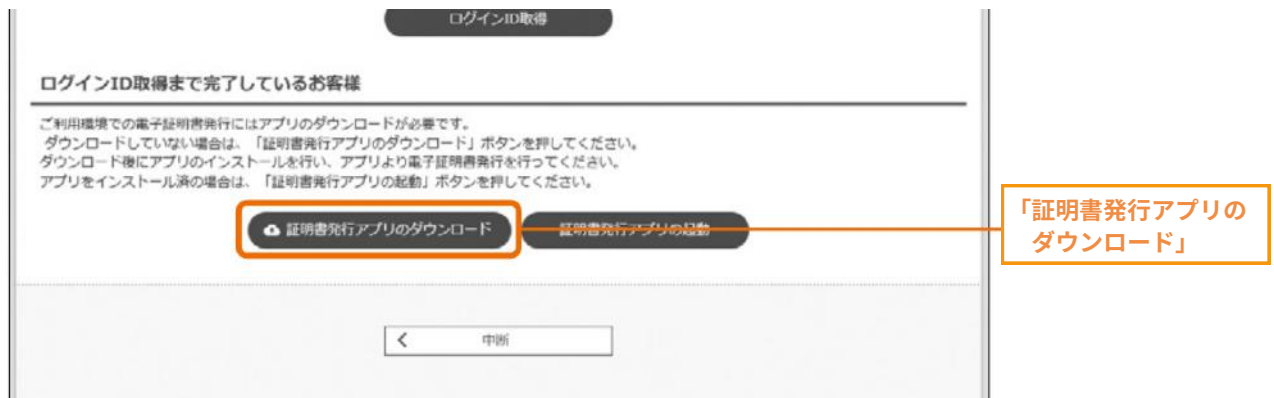 ログインID取得
ログインID取得まで完了しているお客様
ご利用環境での電子証明書発行にはアプリのダウンロードが必要です。
ダウンロードしていない場合は、「証明書発行アプリのダウンロード」ボタンを押してください。
ダウンロード後にアプリのインストールを行い、アプリより電子証明書発行を行ってください。
アプリをインストール済の場合は、「証明書発行アプリの起動」ボタンを押してください。
証明書発行アプリのダウンロード
証明書発行アプリの起動
「証明書発行アプリの
ダウンロード」
中断